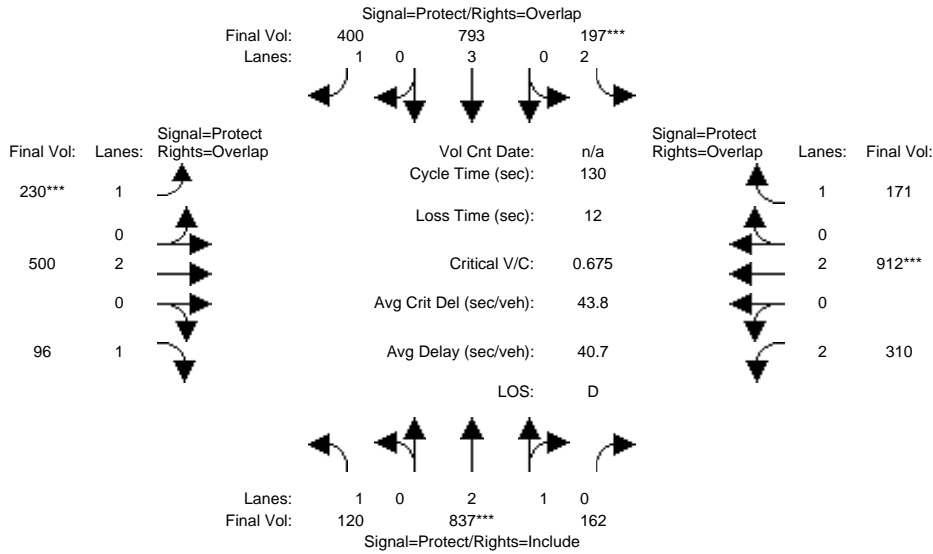 Signal=Protect/Rights=Overlap
Final Vol: 400 793 197***
Lanes: 1 0 3 0 2
Signal=Protect
Final Vol: Lanes: Rights=Overlap
Vol Cnt Date: n/a
Signal=Protect
Rights=Overlap Lanes: Final Vol:
Cycle Time (sec): 130
230*** 1
1 171
Loss Time (sec): 12
0
0
500 2
Critical V/C: 0.675
2 912***
0
Avg Crit Del (sec/veh): 43.8
0
96 1
Avg Delay (sec/veh): 40.7
2 310
LOS: D
Lanes: 1 0 2 1 0
Final Vol: 120 837*** 162
Signal=Protect/Rights=Include